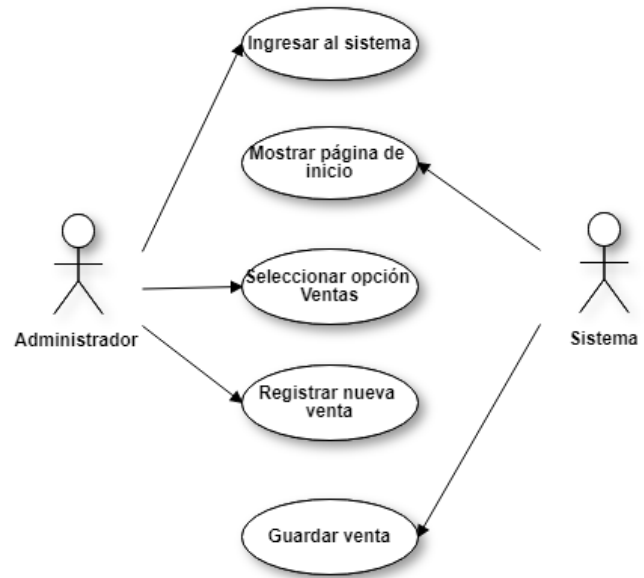 Ingresar al sistema
Mostrar página de
inicio
Seleccionar opción
Ventas
Administrador
Sistema
Registrar nueva
venta
Guardar venta